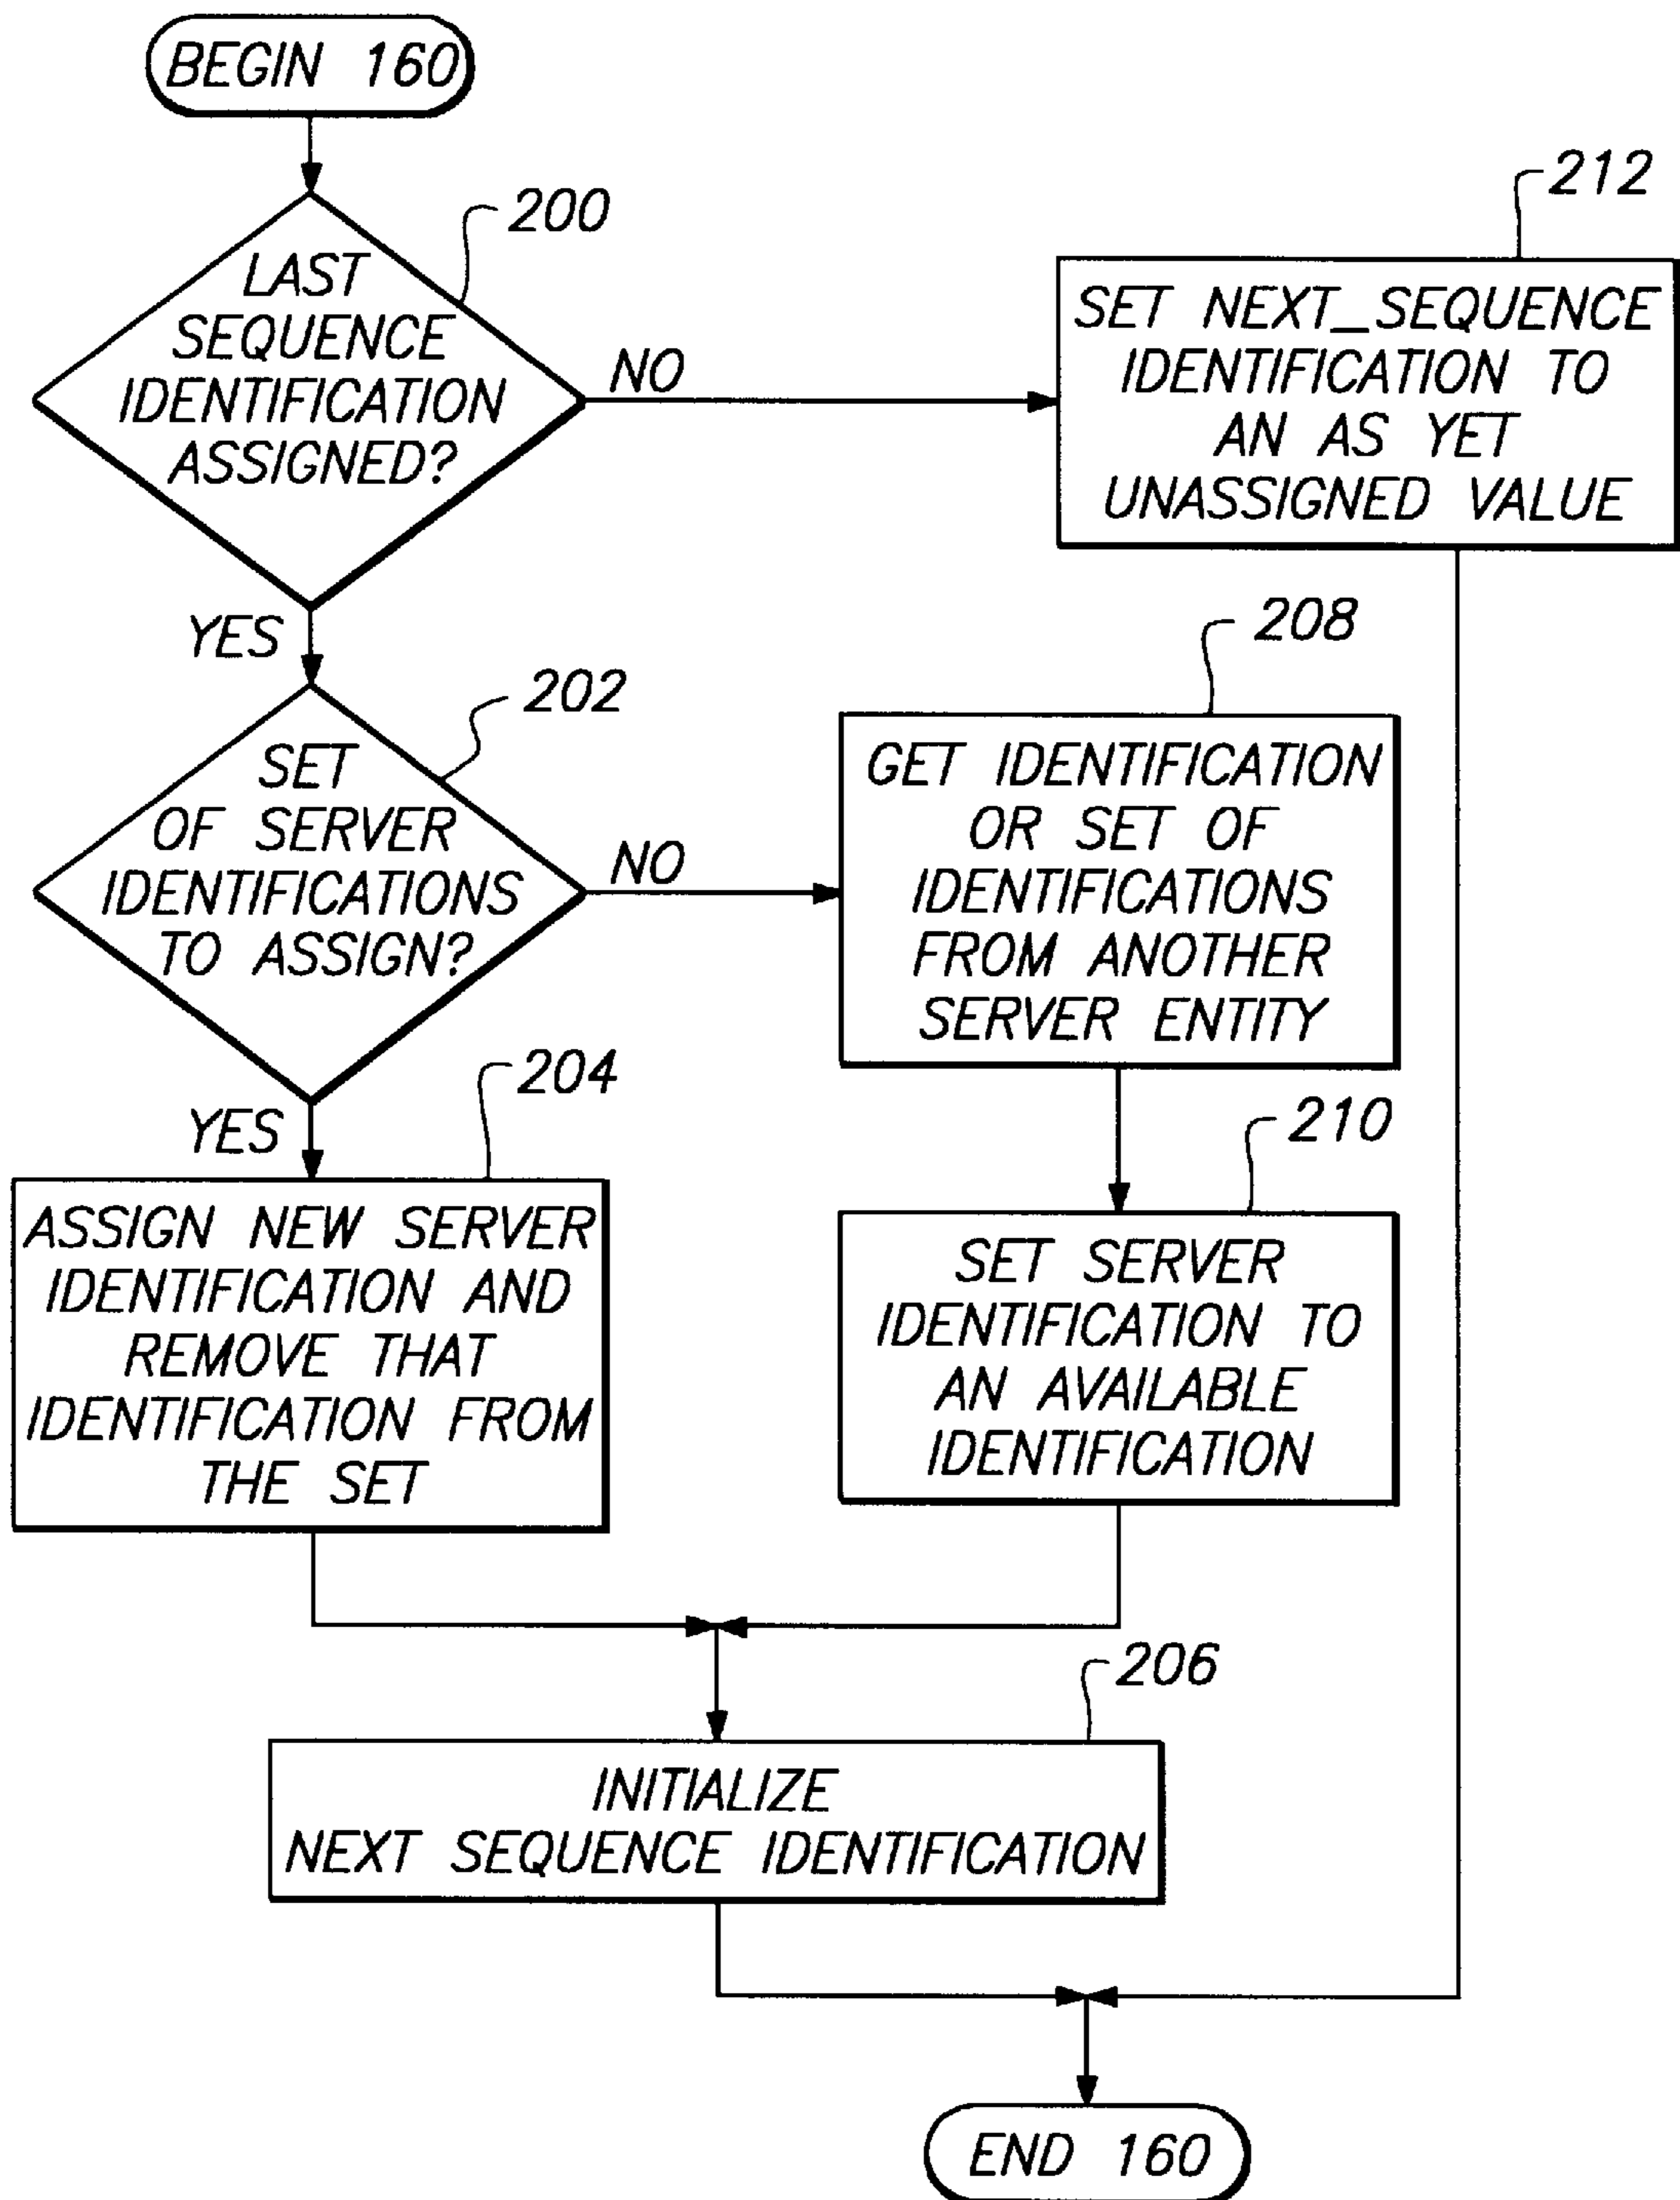 BEGIN 160
200
LAST
SEQUENCE
IDENTIFICATION
ASSIGNED?
NO
212
SET NEXT_SEQUENCE
IDENTIFICATION TO
AN AS YET
UNASSIGNED VALUE
YES
202
SET
OF SERVER
IDENTIFICATIONS
TO ASSIGN?
NO
208
GET IDENTIFICATION
OR SET OF
IDENTIFICATIONS
FROM ANOTHER
SERVER ENTITY
YES
204
ASSIGN NEW SERVER
IDENTIFICATION AND
REMOVE THAT
IDENTIFICATION FROM
THE SET
210
SET SERVER
IDENTIFICATION TO
AN AVAILABLE
IDENTIFICATION
206
INITIALIZE
NEXT SEQUENCE IDENTIFICATION
END 160